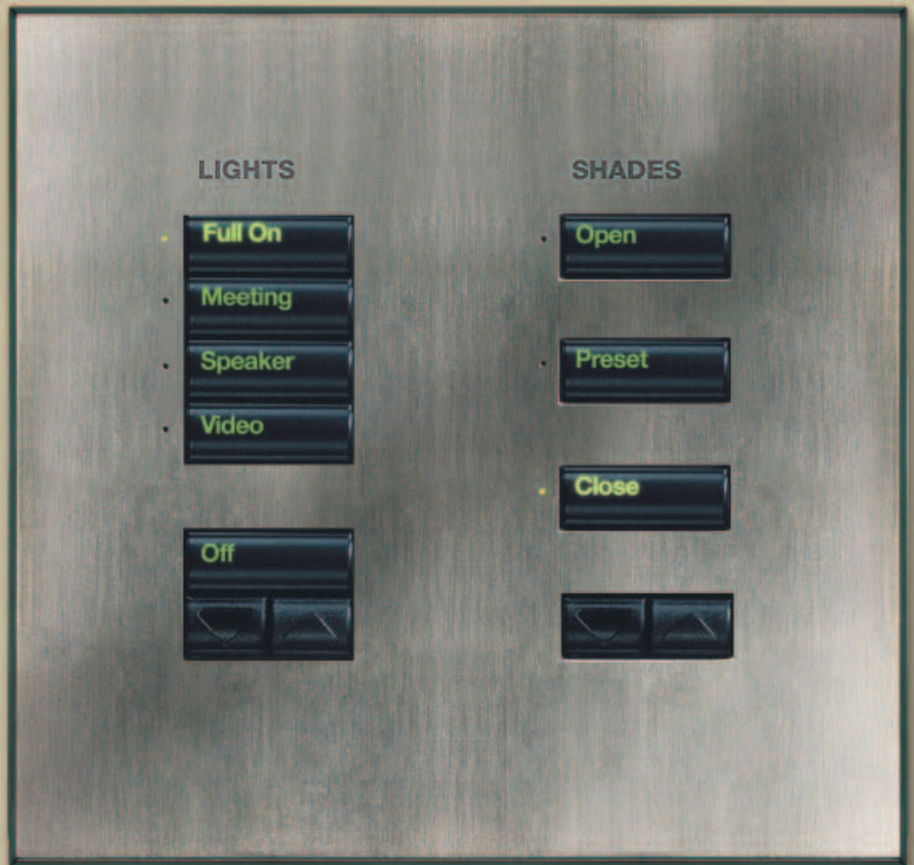 LIGHTS
Full On
Meeting
Speaker
Video
Off
SHADES
Open
Preset
Close